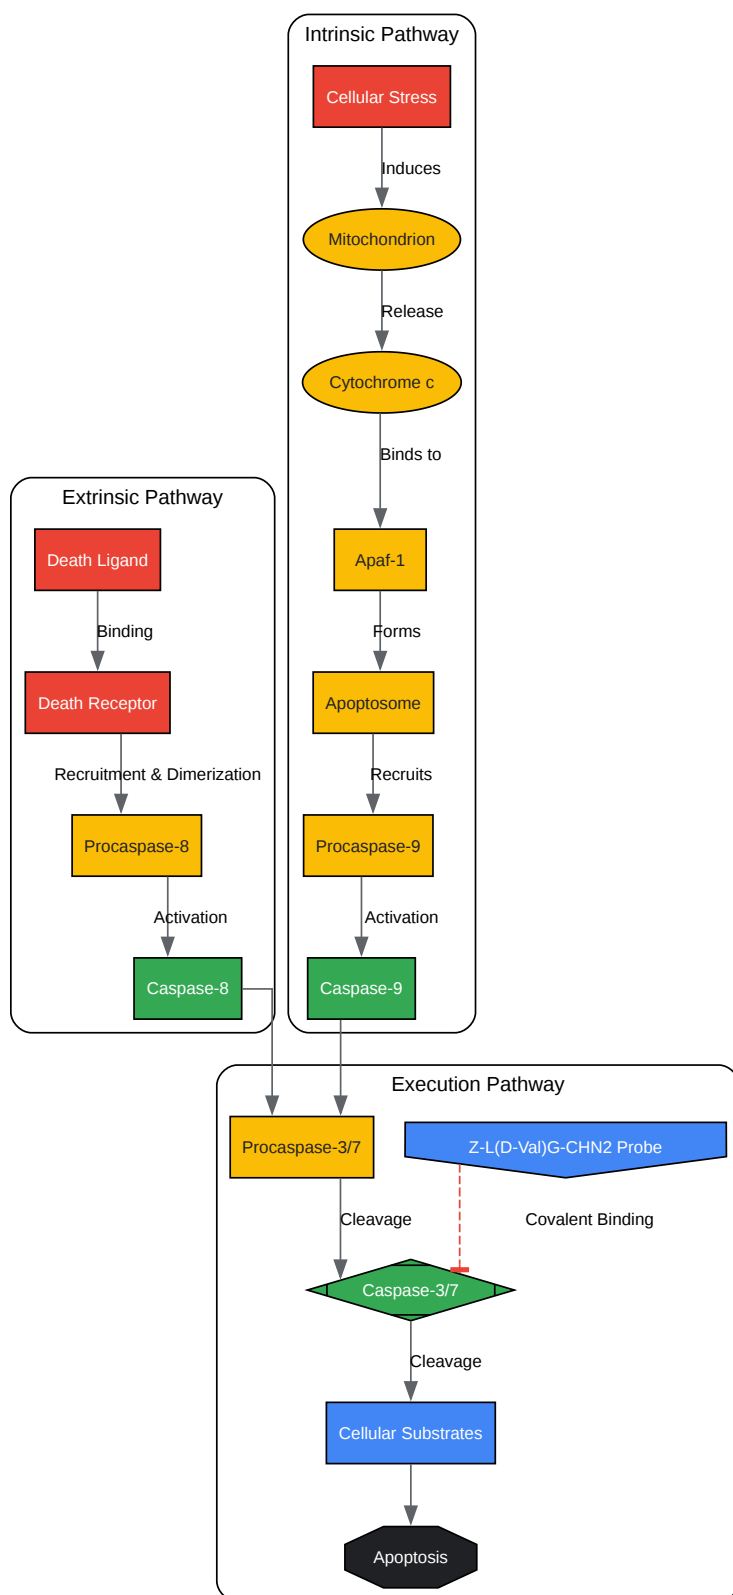 Intrinsic Pathway
Cellular Stress
Induces
Mitochondrion
Release
Cytochrome c
Binds to
Apaf-1
Forms
Apoptosome
Recruits
Procaspase-9
Activation
Caspase-9
Extrinsic Pathway
Death Ligand
Binding
Death Receptor
Recruitment & Dimerization
Procaspase-8
Activation
Caspase-8
Execution Pathway
Procaspase-3/7
Z-L(D-Val)G-CHN2 Probe
Cleavage
Covalent Binding
Caspase-3/7
Cleavage
Cellular Substrates
Apoptosis